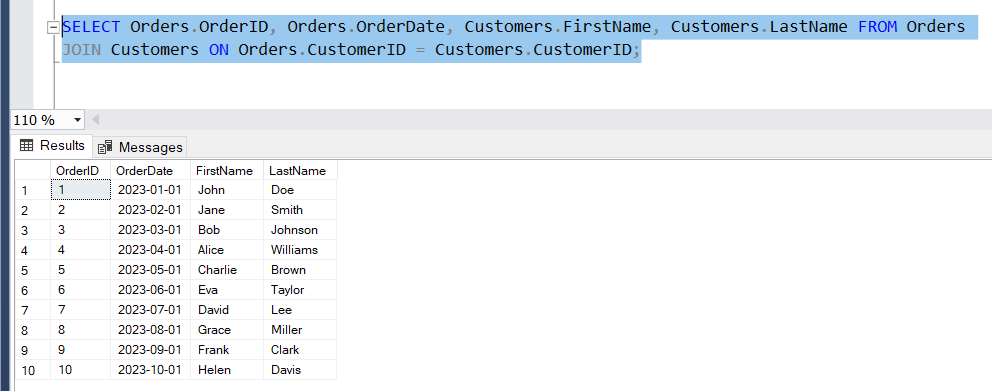 SELECT Orders.OrderID, Orders.OrderDate, Customers.FirstName, Customers.LastName FROM Orders
JOIN Customers ON Orders.CustomerID = Customers.CustomerID;
110 %
Results Messages
OrderID OrderDate FirstName LastName
1 1 2023-01-01 John Doe
2 2 2023-02-01 Jane Smith
3 3 2023-03-01 Bob Johnson
4 4 2023-04-01 Alice Williams
5 5 2023-05-01 Charlie Brown
6 6 2023-06-01 Eva Taylor
7 7 2023-07-01 David Lee
8 8 2023-08-01 Grace Miller
9 9 2023-09-01 Frank Clark
10 10 2023-10-01 Helen Davis